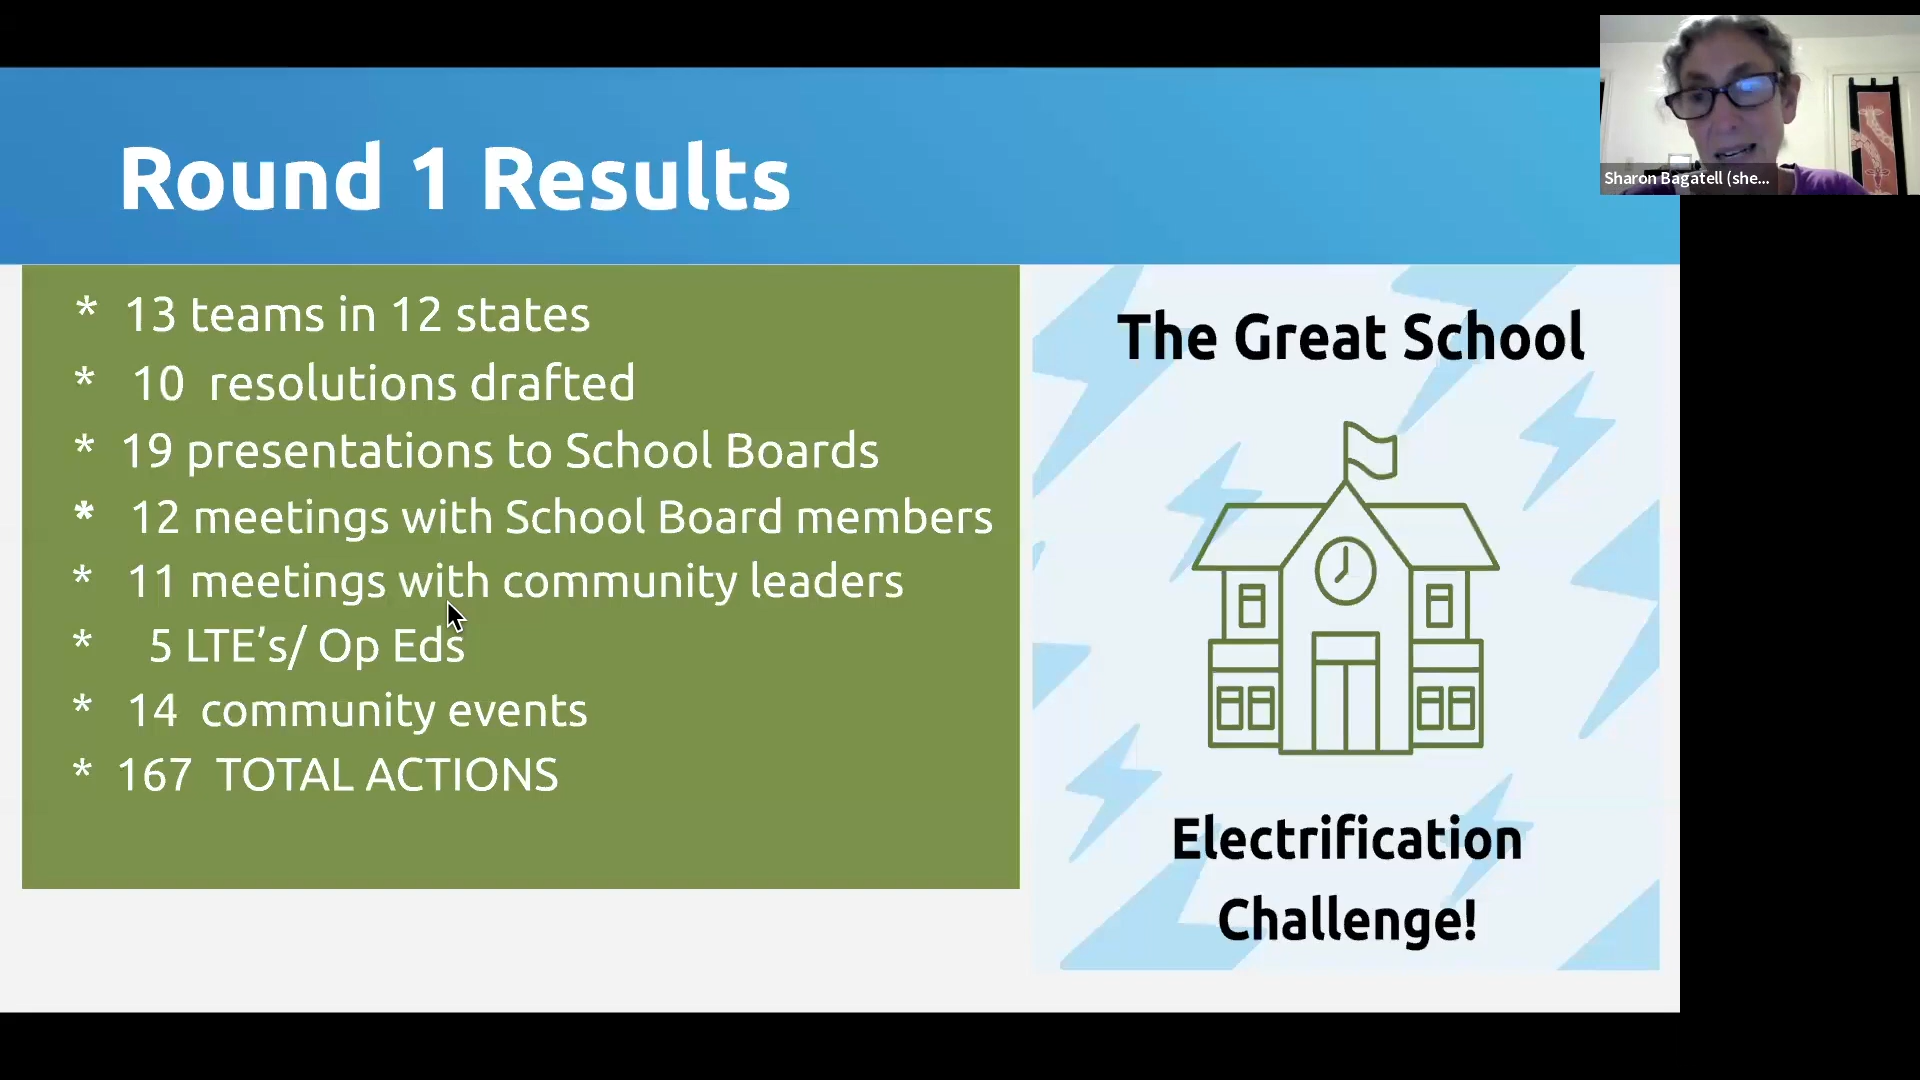 Round 1 Results
* 13 teams in 12 states
* 10 resolutions drafted
* 19 presentations to School Boards
* 12 meetings with School Board members
* 11 meetings with community leaders
* 5 LTE’s/ Op Eds
* 14 community events
* 167 TOTAL ACTIONS
The Great School
Electrification
Challenge!
Sharon Bagatell (she...